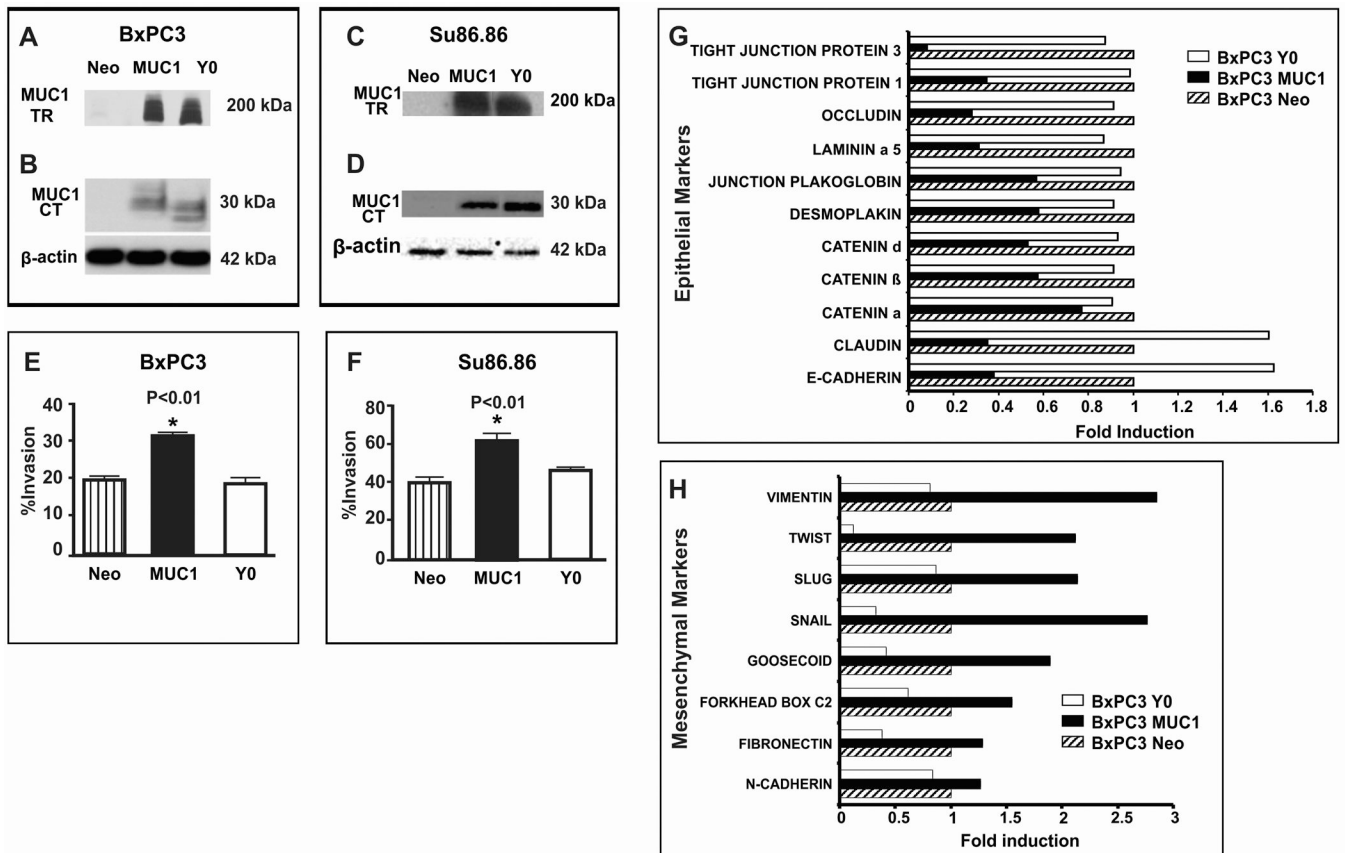 A
BxPC3
Neo MUC1 Y0
MUC1
TR
200 kDa
B
MUC1
CT
30 kDa
β-actin
42 kDa
C
Su86.86
Neo MUC1 Y0
MUC1
TR
200 kDa
D
MUC1
CT
30 kDa
β-actin
42 kDa
E
BxPC3
P<0.01
*
%Invasion
40
30
20
10
0
Neo MUC1 Y0
F
Su86.86
P<0.01
*
%Invasion
80
60
40
20
0
Neo MUC1 Y0
G
Epithelial Markers
TIGHT JUNCTION PROTEIN 3
TIGHT JUNCTION PROTEIN 1
OCCLUDIN
LAMININ a 5
JUNCTION PLAKOGLOBIN
DESMOPLAKIN
CATENIN d
CATENIN ß
CATENIN a
CLAUDIN
E-CADHERIN
BxPC3 Y0
BxPC3 MUC1
BxPC3 Neo
0 0.2 0.4 0.6 0.8 1 1.2 1.4 1.6 1.8
Fold Induction
H
Mesenchymal Markers
VIMENTIN
TWIST
SLUG
SNAIL
GOOSECOID
FORKHEAD BOX C2
FIBRONECTIN
N-CADHERIN
BxPC3 Y0
BxPC3 MUC1
BxPC3 Neo
0 0.5 1 1.5 2 2.5 3
Fold induction